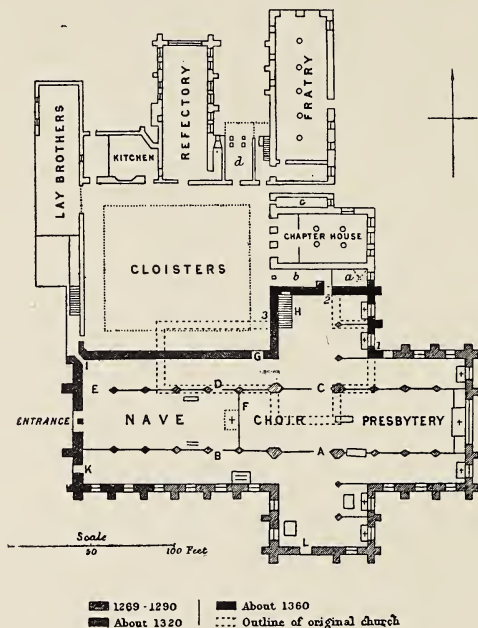 REFECTORY
FRATRY
LAY BROTHERS
KITCHEN
d
c
CHAPTER HOUSE
CLOISTERS
b
a
3
H
2
G
1
I
E
D
C
F
ENTRANCE
NAVE
CHOIR
PRESBYTERY
B
A
K
L
Scale
50
100 Feet
1269-1290
About 1320
About 1360
Outline of original church